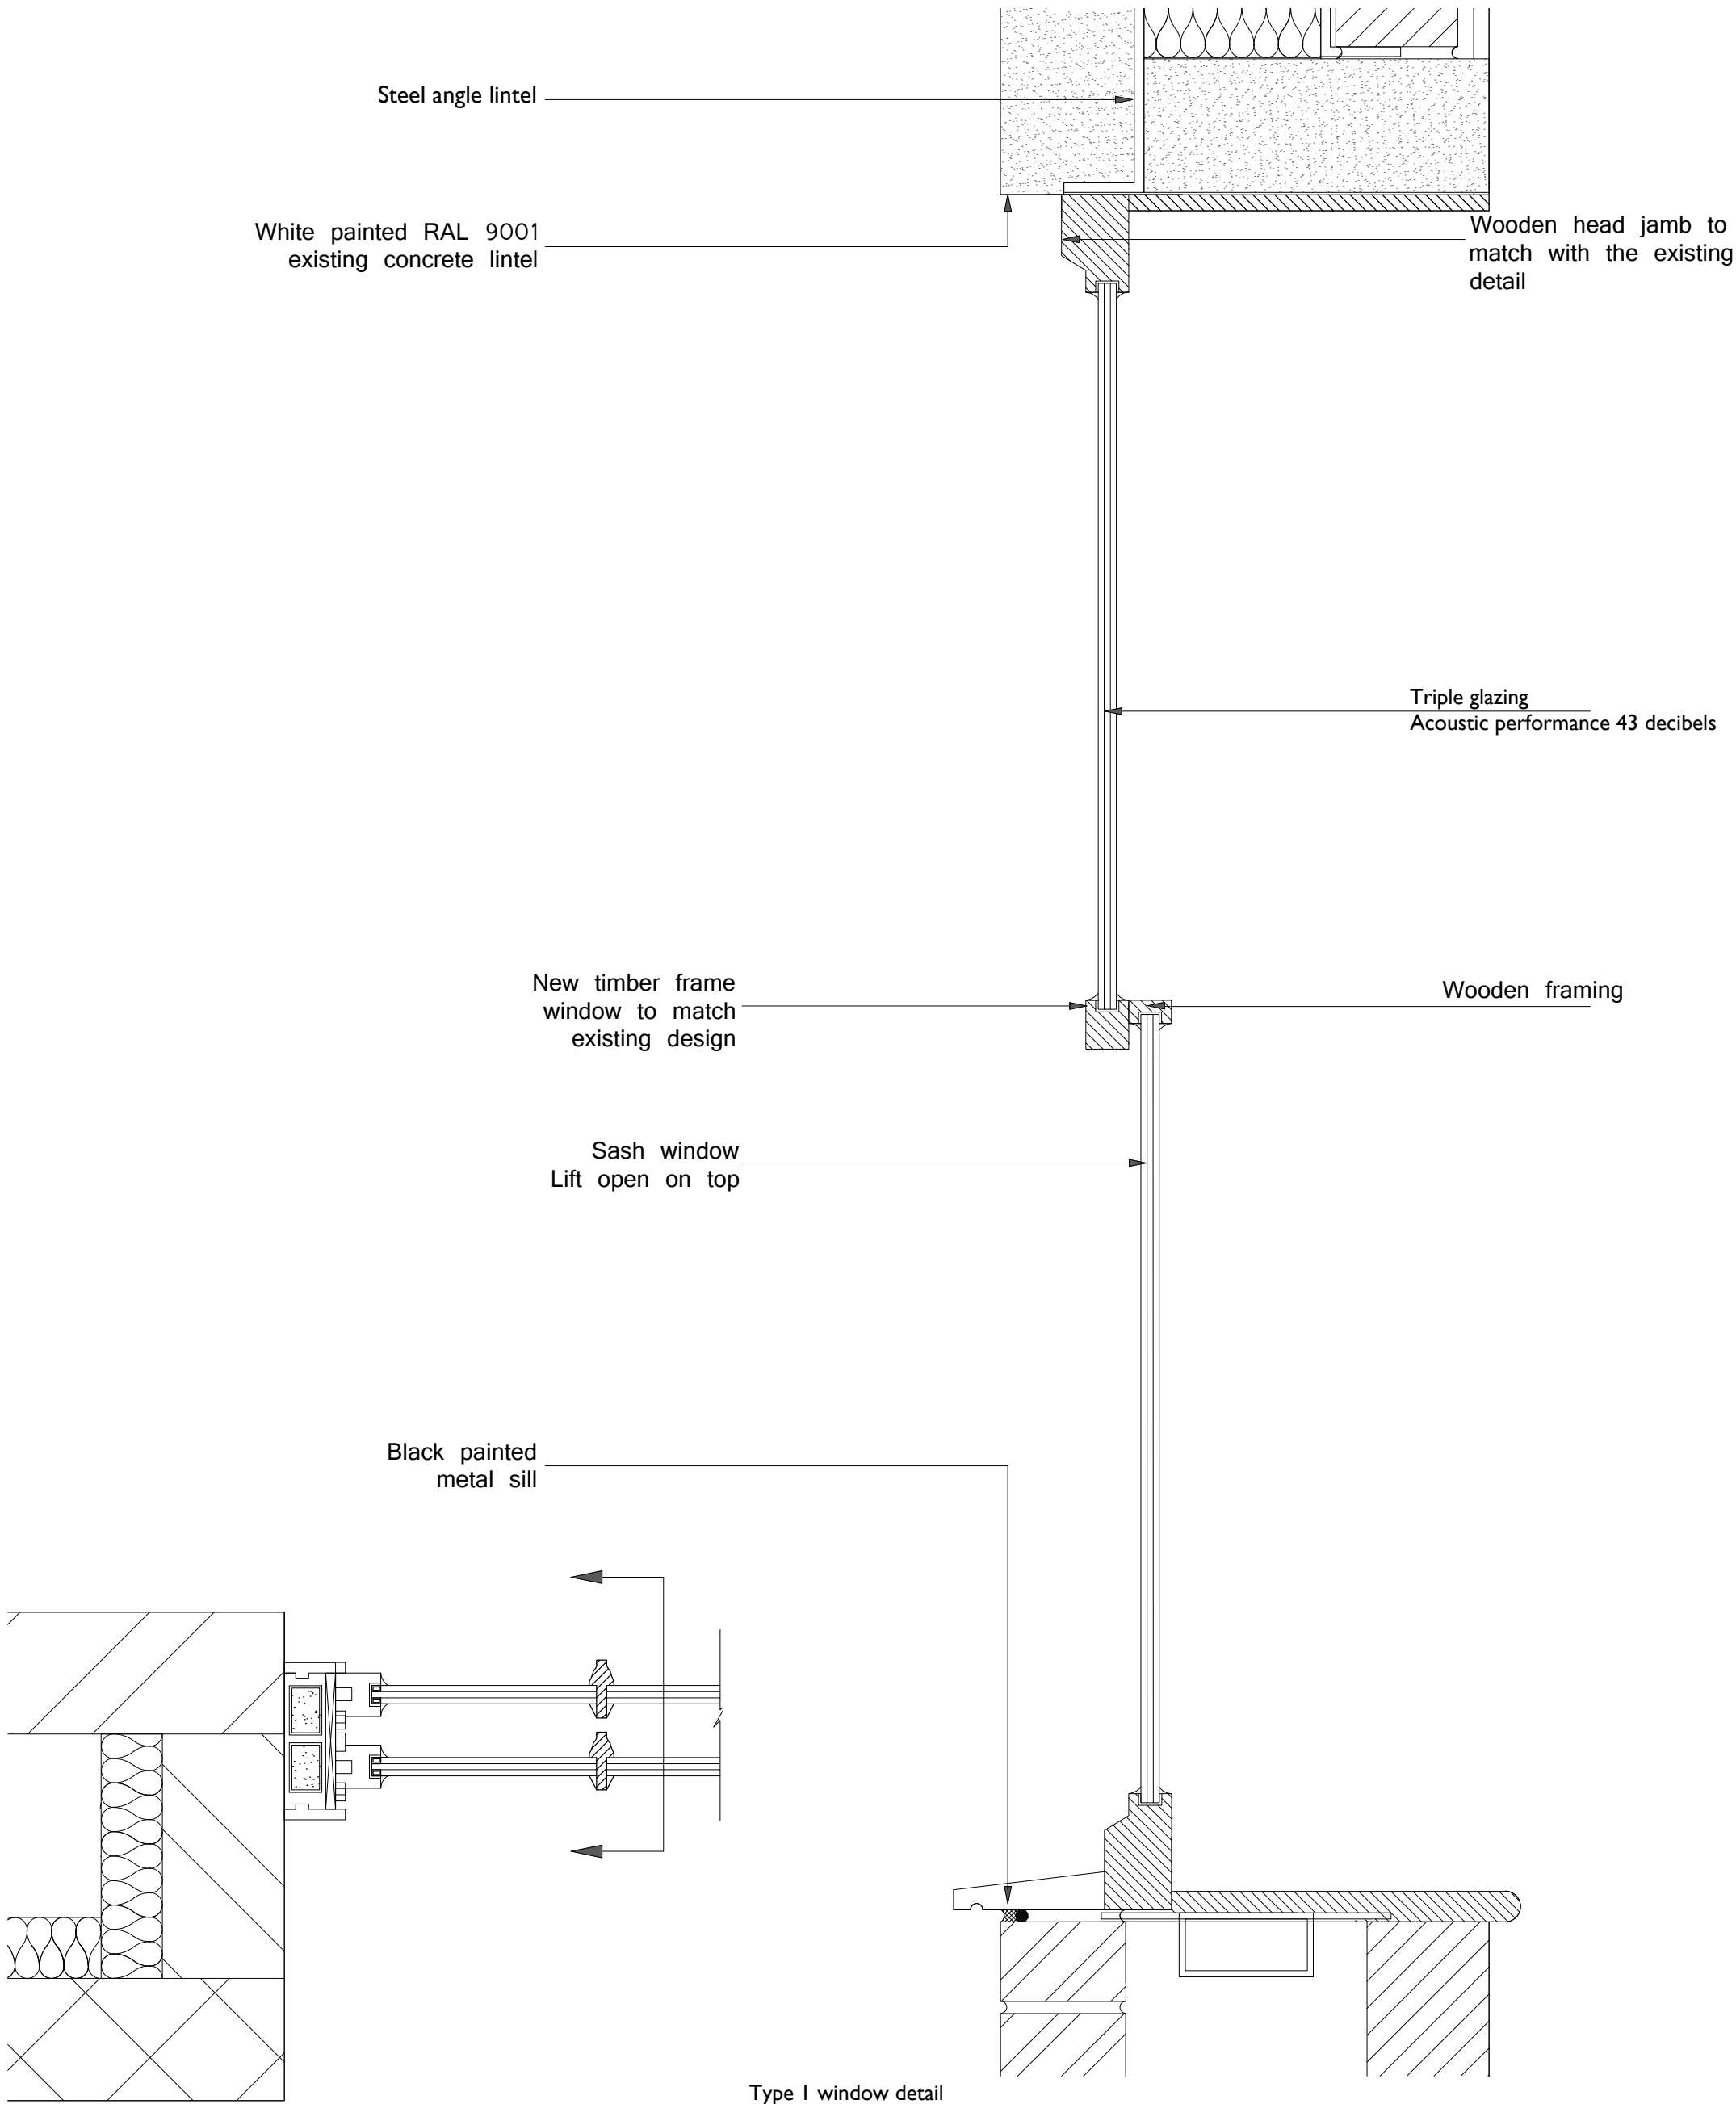 Steel angle lintel
White painted RAL 9001
existing concrete lintel
Wooden head jamb to
match with the existing
detail
Triple glazing
Acoustic performance 43 decibels
New timber frame
window to match
existing design
Wooden framing
Sash window
Lift open on top
Black painted
metal sill
Type 1 window detail